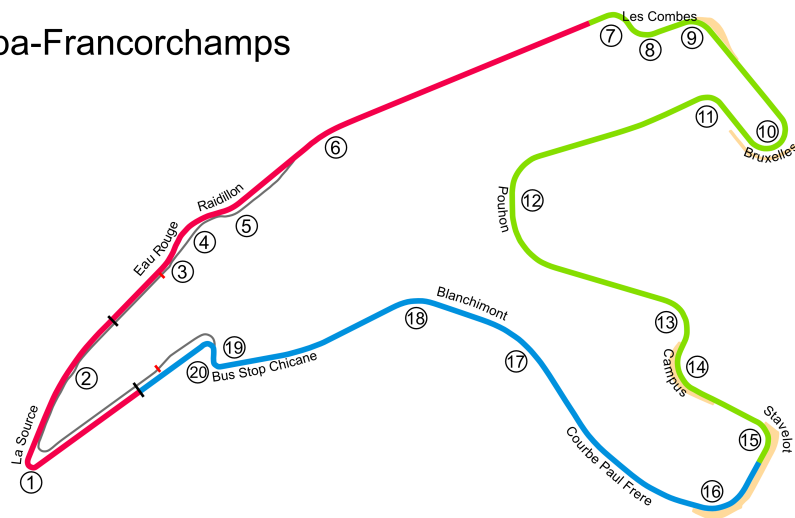 pa-Francorchamps
Les Combes
7
8
9
10
Bruxelles
11
6
Pouhon
12
Raidillon
5
4
Eau Rouge
3
2
La Source
1
Blanchimont
18
17
19
20
Bus Stop Chicane
13
14
Campus
Stavelot
15
16
Courbe Paul Frere